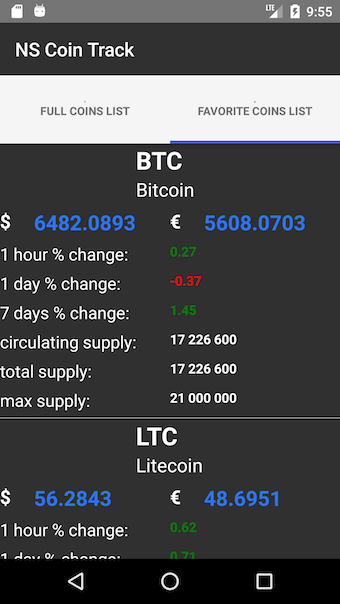 LTE 9:55
NS Coin Track
FULL COINS LIST FAVORITE COINS LIST
BTC
Bitcoin
$ 6482.0893 € 5608.0703
1 hour % change: 0.27
1 day % change: -0.37
7 days % change: 1.45
circulating supply: 17 226 600
total supply: 17 226 600
max supply: 21 000 000
LTC
Litecoin
$ 56.2843 € 48.6951
1 hour % change: 0.62
1 day % change: 0.71